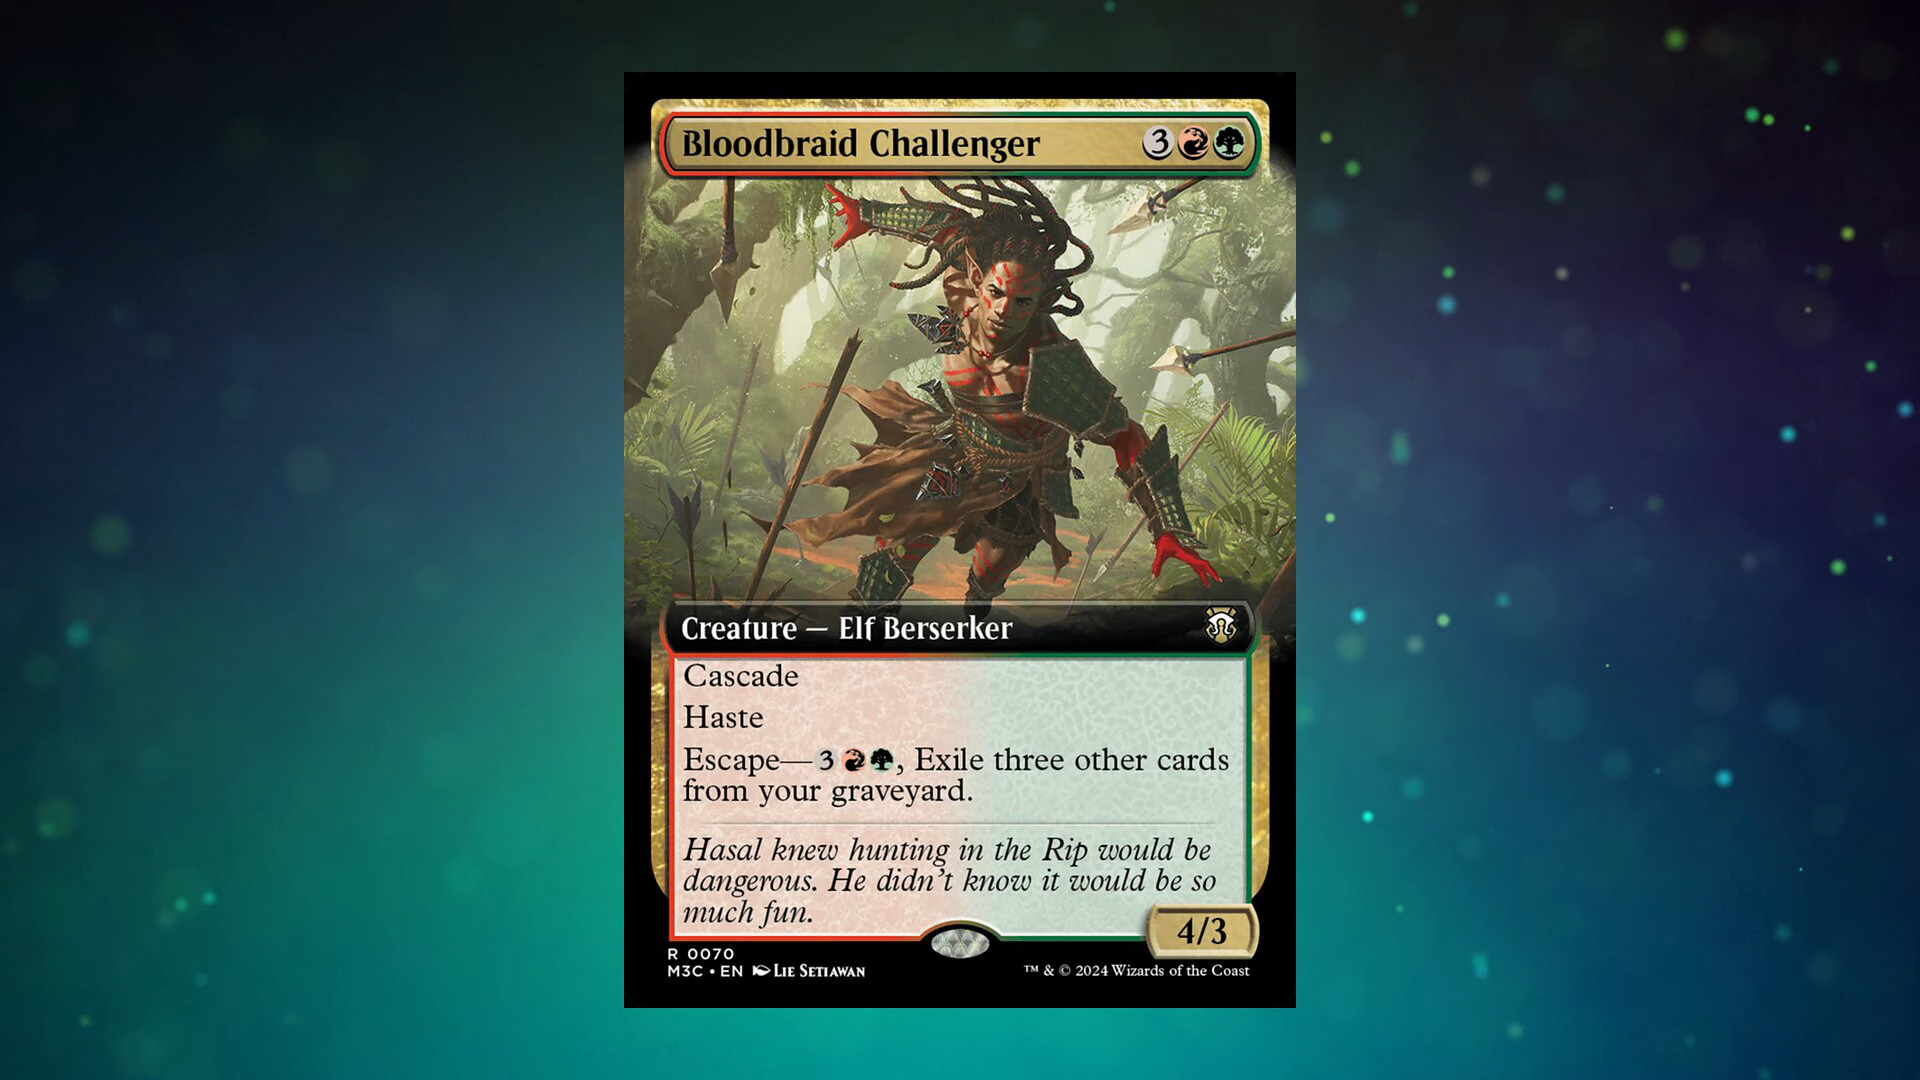 Bloodbraid Challenger 3
Creature — Elf Berserker
Cascade
Haste
Escape—3, Exile three other cards
from your graveyard.
Hasal knew hunting in the Rip would be
dangerous. He didn't know it would be so
much fun.
4/3
R 0070
M3C • EN Lie Setiawan
™ & © 2024 Wizards of the Coast